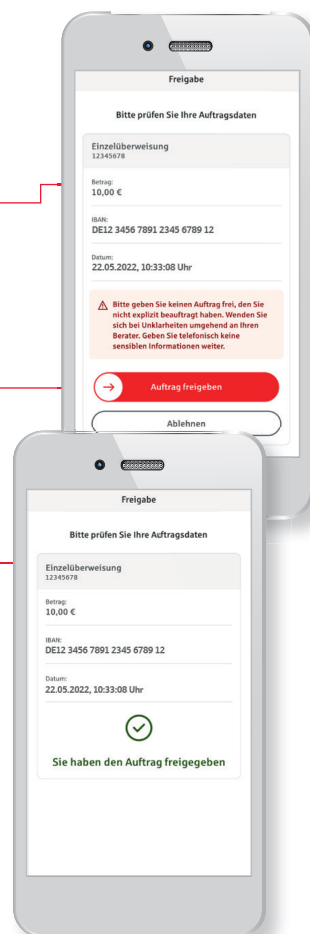 Freigabe
Bitte prüfen Sie Ihre Auftragsdaten
Einzelüberweisung
12345678
Betrag:
10,00 €
IBAN:
DE12 3456 7891 2345 6789 12
Datum:
22.05.2022, 10:33:08 Uhr
Bitte geben Sie keinen Auftrag frei, den Sie
nicht explizit beauftragt haben. Wenden Sie
sich bei Unklarheiten umgehend an Ihren
Berater. Geben Sie telefonisch keine
sensiblen Informationen weiter.
Auftrag freigeben
Ablehnen
Freigabe
Bitte prüfen Sie Ihre Auftragsdaten
Einzelüberweisung
12345678
Betrag:
10,00 €
IBAN:
DE12 3456 7891 2345 6789 12
Datum:
22.05.2022, 10:33:08 Uhr
Sie haben den Auftrag freigegeben